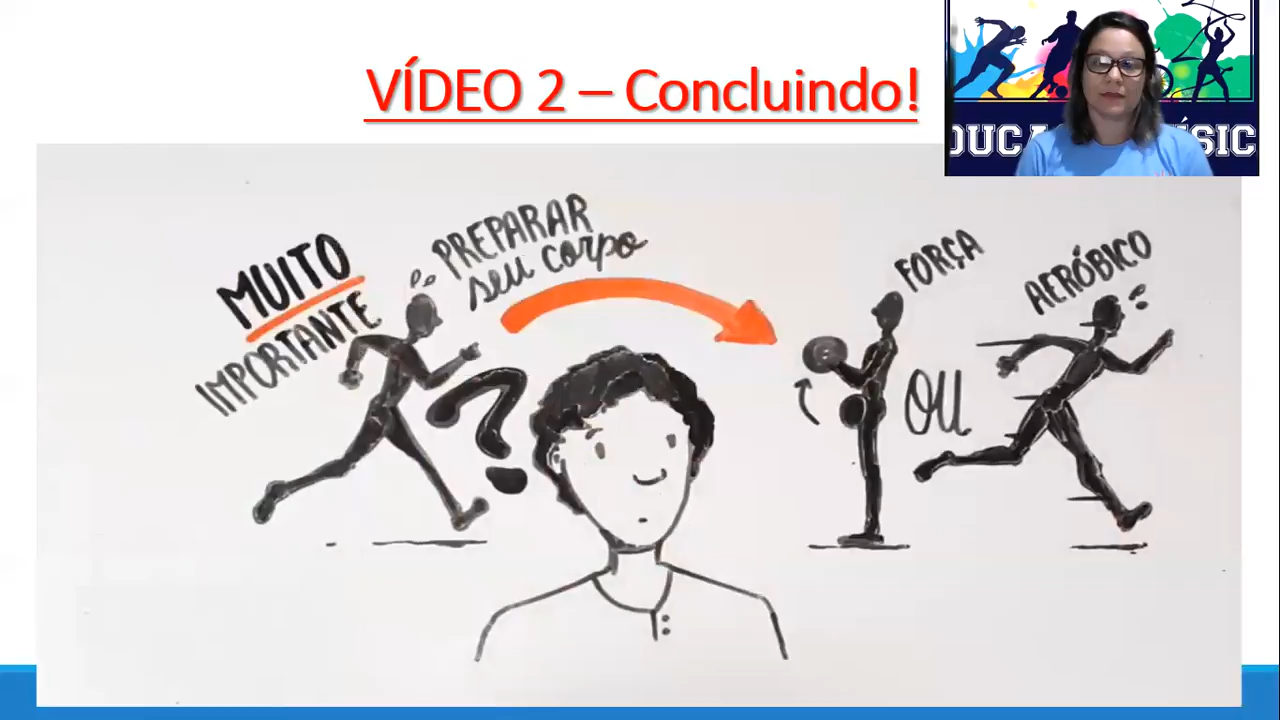 VÍDEO 2 – Concluindo!
MUITO
IMPORTANTE
PREPARAR
seu corpo
FORÇA
OU
AERÓBICO